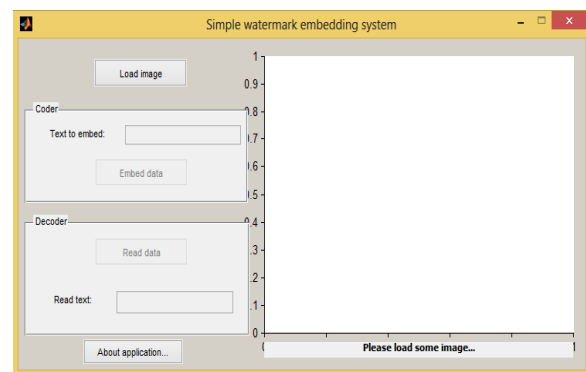 Simple watermark embedding system
Load image
Coder
Text to embed:
Embed data
Decoder
Read data
Read text:
About application...
1
0.9
0.8
0.7
0.6
0.5
0.4
.3
.2
.1
0
0
1
Please load some image...